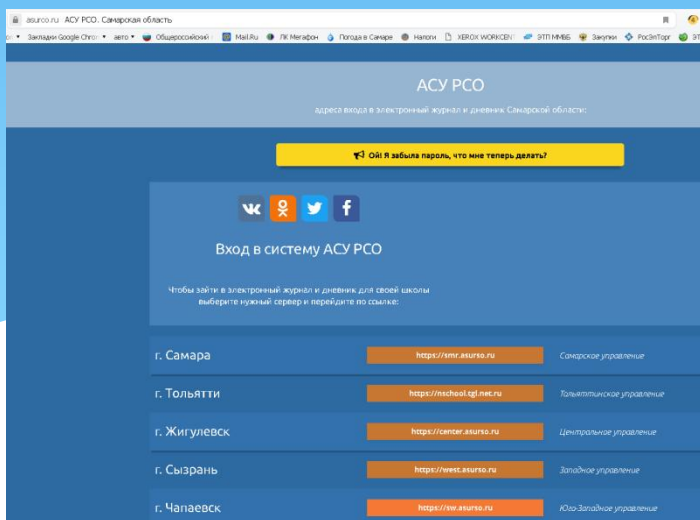 asurco.ru АСУ РСО. Самарская область
Закладки Google Chro авто Общероссийский Mail.Ru ЛК Мегафон Погода в Самаре Налоги XEROX WORKCEN ЭТП ММВБ Закупки РосЭлТорг ЭТ
АСУ РСО
адреса входа в электронный журнал и дневник Самарской области:
Ой! Я забыла пароль, что мне теперь делать?
Вход в систему АСУ РСО
Чтобы зайти в электронный журнал и дневник для своей школы
выберите нужный сервер и перейдите по ссылке:
г. Самара https://smr.asurso.ru Самарское управление
г. Тольятти https://nschool.tgl.net.ru Тольяттинское управление
г. Жигулевск https://center.asurso.ru Центральное управление
г. Сызрань https://west.asurso.ru Западное управление
г. Чапаевск https://sw.asurso.ru Юго-Западное управление